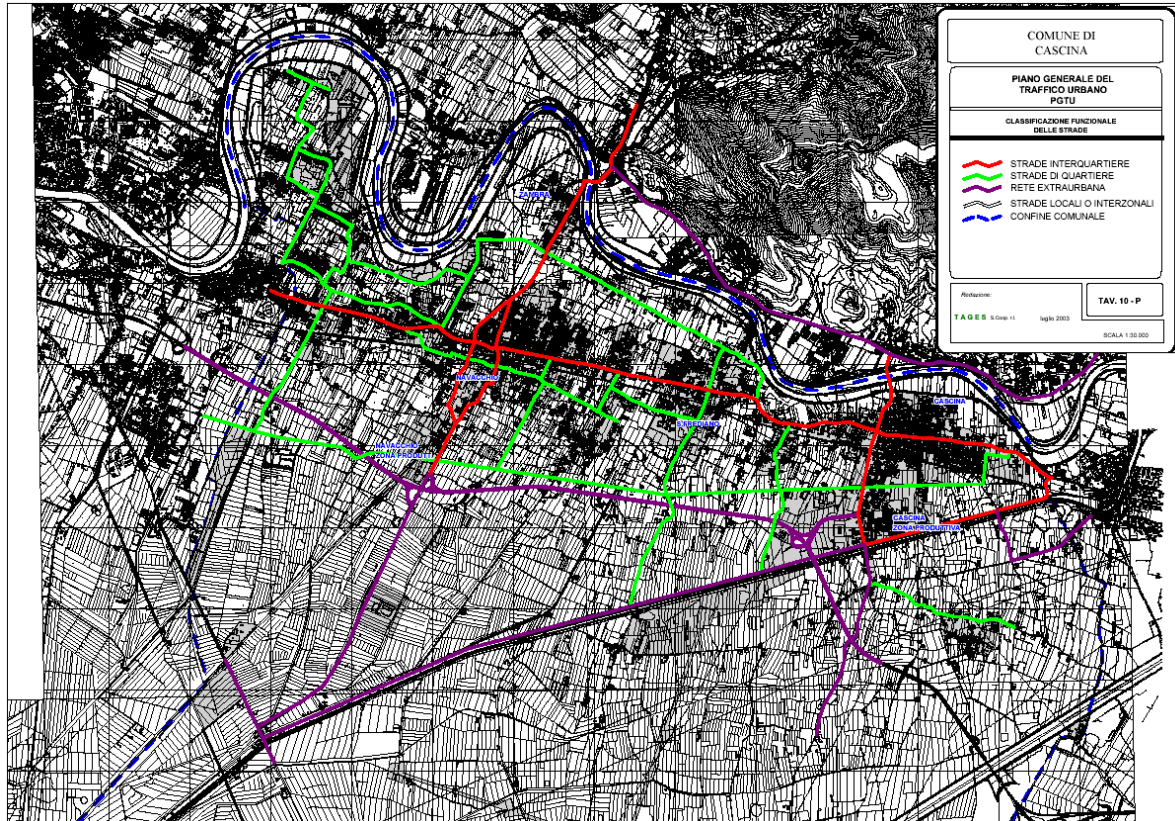 COMUNE DI
CASCINA
PIANO GENERALE DEL
TRAFFICO URBANO
PGTU
CLASSIFICAZIONE FUNZIONALE
DELLE STRADE
STRADE INTERQUARTIERE
STRADE DI QUARTIERE
RETE EXTRAURBANA
STRADE LOCALI O INTERZONALI
CONFINE COMUNALE
Redazione:
TAGES S.Coop. r.l.
luglio 2003
TAV. 10 - P
SCALA 1:30.000
ZAMBRA
NAVACCHIO
CASCINA
S.FREDIANO
NAVACCHIO
ZONA PRODUTT
CASCINA
ZONA PRODUTTIVA